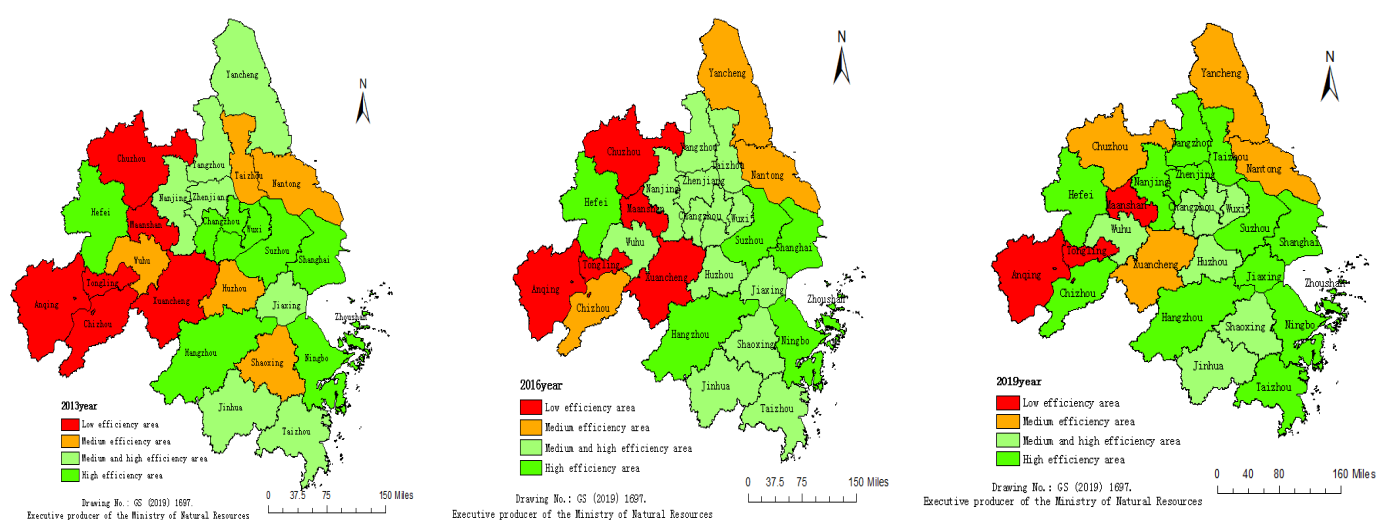 N
Yancheng
Chuzhou
Yangzhou
Taizhou
Nantong
Hefei
Nanjing
Zhenjiang
Maanshan
Changzhou
Wuxi
Wuhu
Suzhou
Shanghai
Tongling
Anqing
Xuancheng
Huzhou
Chizhou
Jiaxing
Zhoushan
Hangzhou
Shaoxing
Ningbo
Jinhua
Taizhou
2013year
Low efficiency area
Medium efficiency area
Medium and high efficiency area
High efficiency area
0 37.5 75 150 Miles
Drawing No.: GS (2019) 1697.
Executive producer of the Ministry of Natural Resources
N
Yancheng
Chuzhou
Yangzhou
Taizhou
Nantong
Hefei
Nanjing
Zhenjiang
Maanshan
Changzhou
Wuxi
Wuhu
Suzhou
Shanghai
Tongling
Anqing
Xuancheng
Huzhou
Chizhou
Jiaxing
Zhoushan
Hangzhou
Shaoxing
Ningbo
Jinhua
Taizhou
2016year
Low efficiency area
Medium efficiency area
Medium and high efficiency area
High efficiency area
0 37.5 75 150 Miles
Drawing No.: GS (2019) 1697.
Executive producer of the Ministry of Natural Resources
N
Yancheng
Chuzhou
Yangzhou
Taizhou
Nantong
Hefei
Nanjing
Zhenjing
Maanshan
Changzhou
Wuxi
Wuhu
Suzhou
Shanghai
Tongling
Anqing
Xuancheng
Huzhou
Chizhou
Jiaxing
Zhoushan
Hangzhou
Shaoxing
Ningbo
Jinhua
Taizhou
2019year
Low efficiency area
Medium efficiency area
Medium and high efficiency area
High efficiency area
0 40 80 160 Miles
Drawing No.: GS (2019) 1697.
Executive producer of the Ministry of Natural Resources